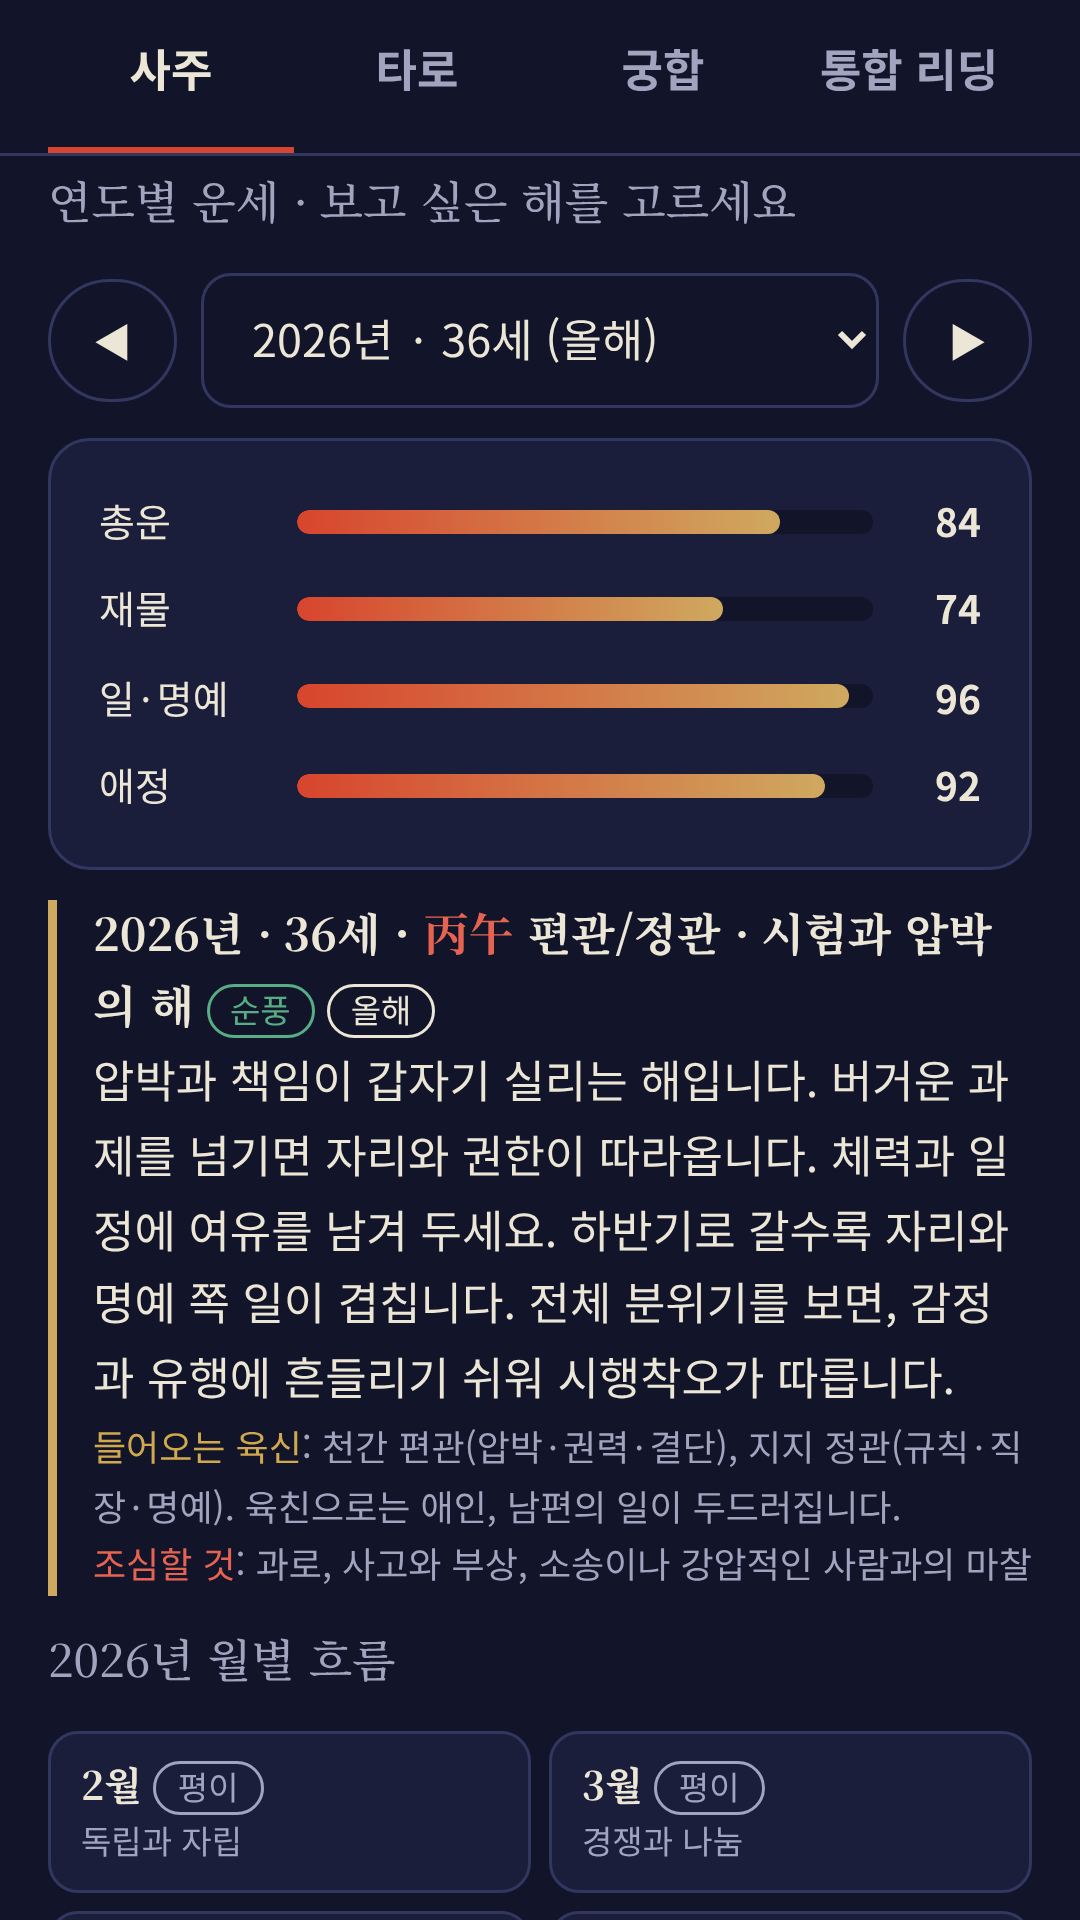 사주 타로 궁합 통합 리딩
연도별 운세 · 보고 싶은 해를 고르세요
◀ 2026년 · 36세 (올해) ▶
총운 84
재물 74
일·명예 96
애정 92
2026년 · 36세 · 丙午 편관/정관 · 시험과 압박
의 해 순풍 올해
압박과 책임이 갑자기 실리는 해입니다. 버거운 과
제를 넘기면 자리와 권한이 따라옵니다. 체력과 일
정에 여유를 남겨 두세요. 하반기로 갈수록 자리와
명예 쪽 일이 겹칩니다. 전체 분위기를 보면, 감정
과 유행에 흔들리기 쉬워 시행착오가 따릅니다.
들어오는 육신: 천간 편관(압박·권력·결단), 지지 정관(규칙·직
장·명예). 육친으로는 애인, 남편의 일이 두드러집니다.
조심할 것: 과로, 사고와 부상, 소송이나 강압적인 사람과의 마찰
2026년 월별 흐름
2월 평이
독립과 자립
3월 평이
경쟁과 나눔